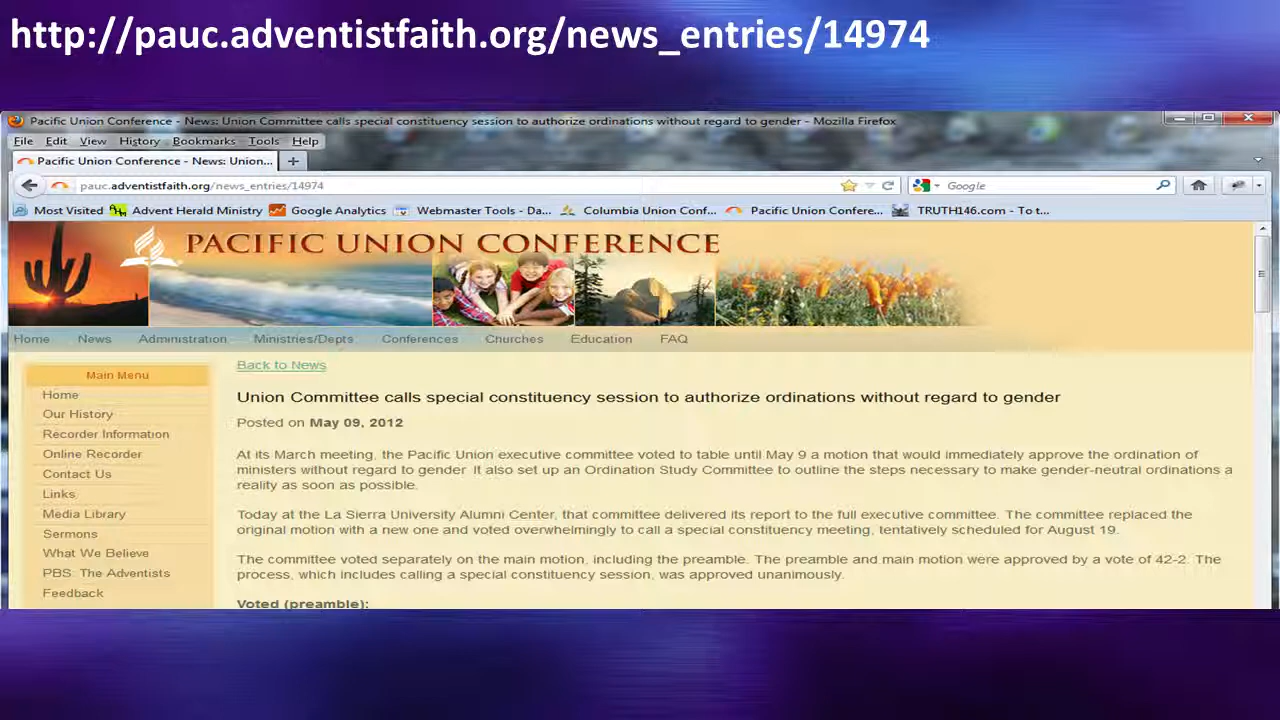 http://pauc.adventistfaith.org/news_entries/14974
Pacific Union Conference - News: Union Committee calls special constituency session to authorize ordinations without regard to gender - Mozilla Firefox
File Edit View History Bookmarks Tools Help
Pacific Union Conference - News: Union...
pauc.adventistfaith.org/news_entries/14974
Google
Most Visited Advent Herald Ministry Google Analytics Webmaster Tools - Da... Columbia Union Conf... Pacific Union Confere... TRUTH146.com - To t...
PACIFIC UNION CONFERENCE
Home News Administration Ministries/Depts Conferences Churches Education FAQ
Main Menu
Home
Our History
Recorder Information
Online Recorder
Contact Us
Links
Media Library
Sermons
What We Believe
PBS: The Adventists
Feedback
Back to News
Union Committee calls special constituency session to authorize ordinations without regard to gender
Posted on May 09, 2012
At its March meeting, the Pacific Union executive committee voted to table until May 9 a motion that would immediately approve the ordination of
ministers without regard to gender. It also set up an Ordination Study Committee to outline the steps necessary to make gender-neutral ordinations a
reality as soon as possible.
Today at the La Sierra University Alumni Center, that committee delivered its report to the full executive committee. The committee replaced the
original motion with a new one and voted overwhelmingly to call a special constituency meeting, tentatively scheduled for August 19.
The committee voted separately on the main motion, including the preamble. The preamble and main motion were approved by a vote of 42-2. The
process, which includes calling a special constituency session, was approved unanimously.
Voted (preamble):